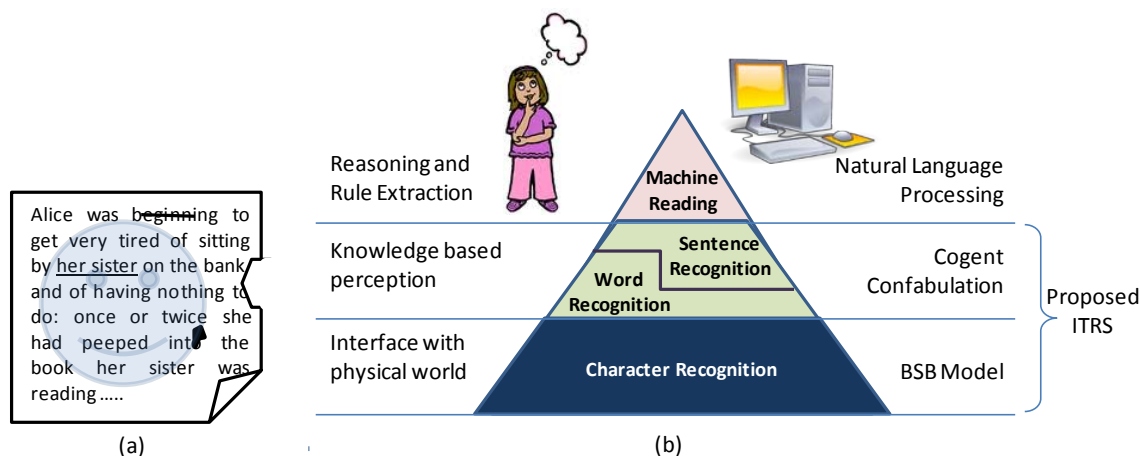 Alice was beginning to
get very tired of sitting
by her sister on the bank
and of having nothing to
do: once or twice she
had peeped into the
book her sister was
reading .....
(a)
Reasoning and
Rule Extraction
Machine
Reading
Natural Language
Processing
Knowledge based
perception
Sentence
Recognition
Word
Recognition
Cogent
Confabulation
Interface with
physical world
Character Recognition
BSB Model
Proposed
ITRS
(b)